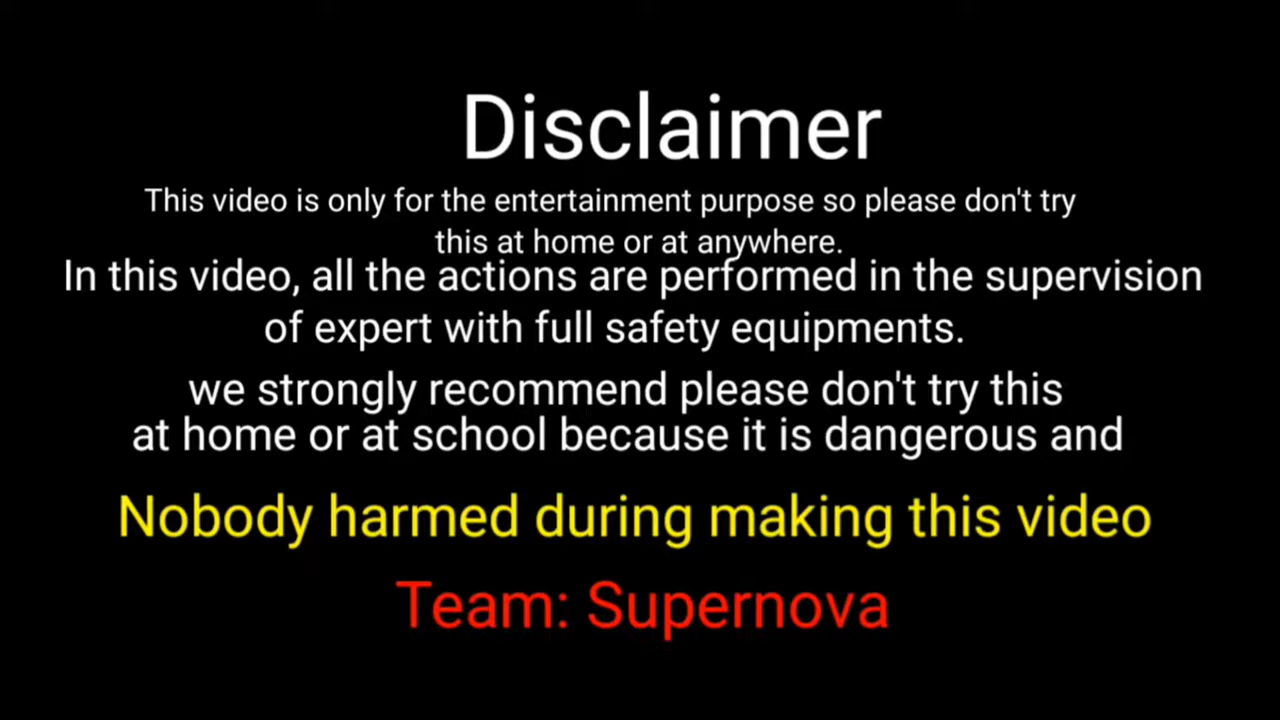 Disclaimer
This video is only for the entertainment purpose so please don't try
this at home or at anywhere.
In this video, all the actions are performed in the supervision
of expert with full safety equipments.
we strongly recommend please don't try this
at home or at school because it is dangerous and
Nobody harmed during making this video
Team: Supernova